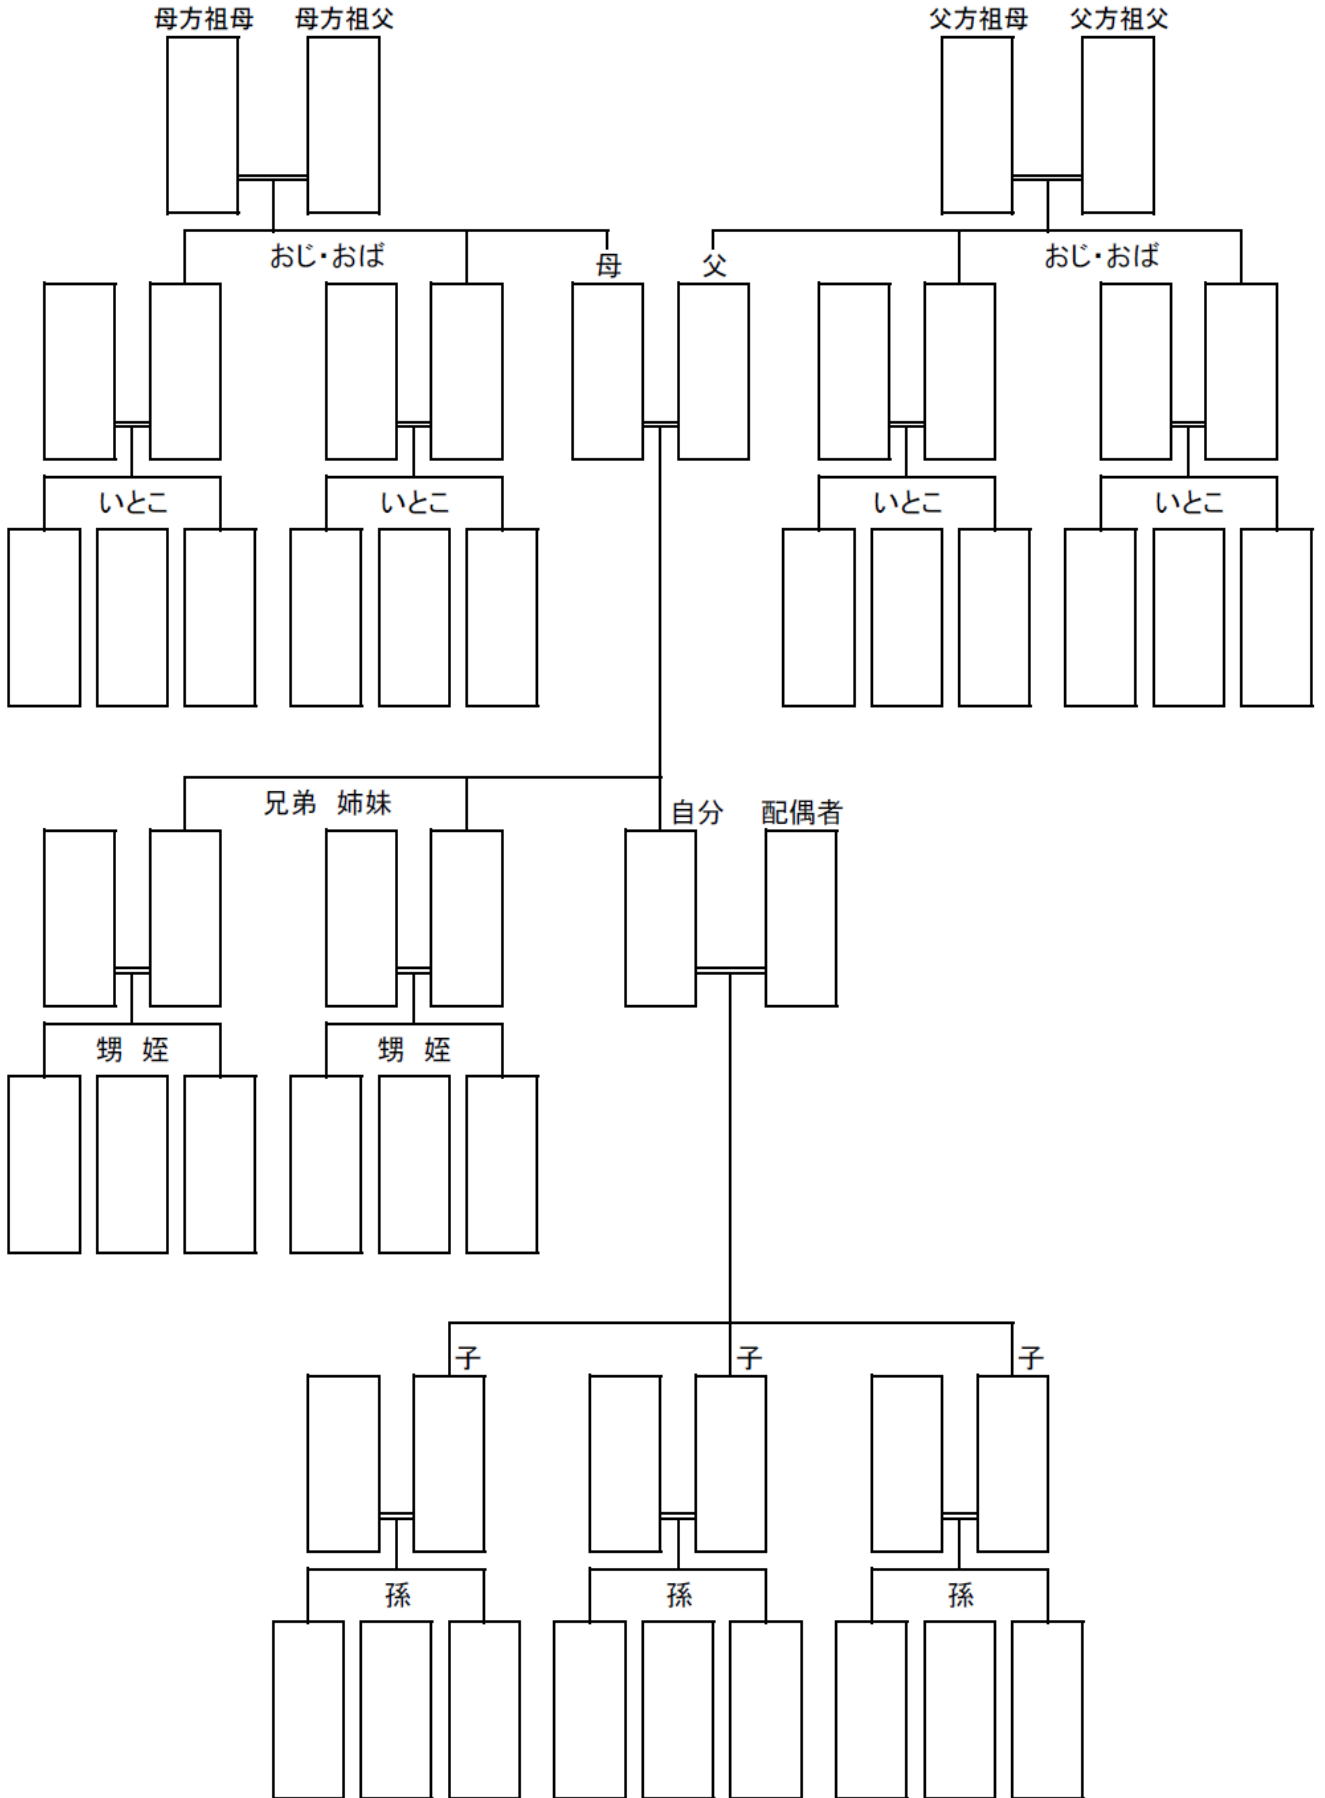 母方祖母 母方祖父 父方祖母 父方祖父
おじ・おば 母 父 おじ・おば
いとこ いとこ いとこ いとこ
兄弟 姉妹 自分 配偶者
甥 姪 甥 姪
子 子 子
孫 孫 孫